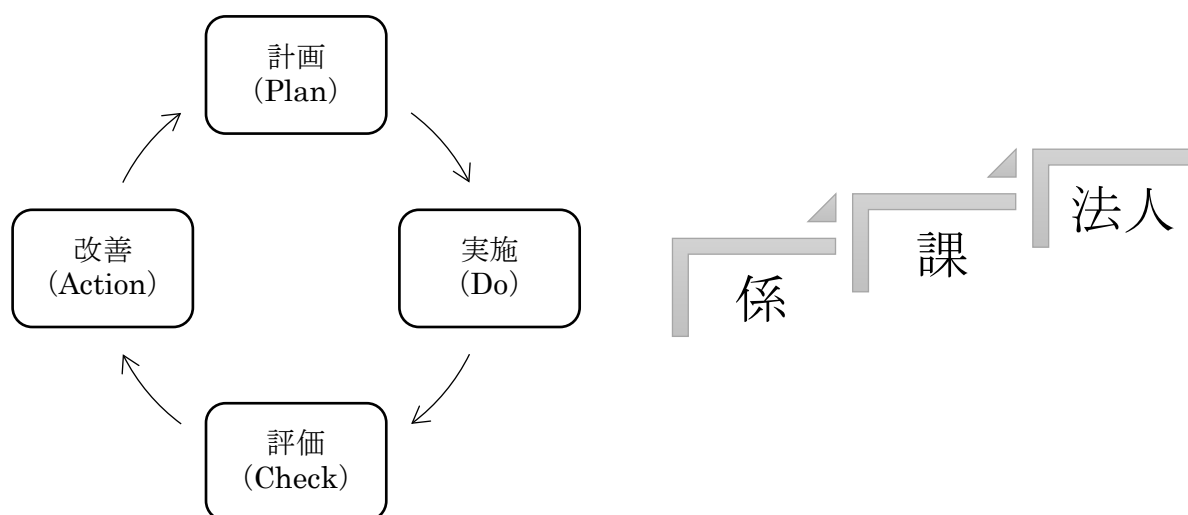 計画
(Plan)
改善
(Action)
実施
(Do)
評価
(Check)
係
課
法人